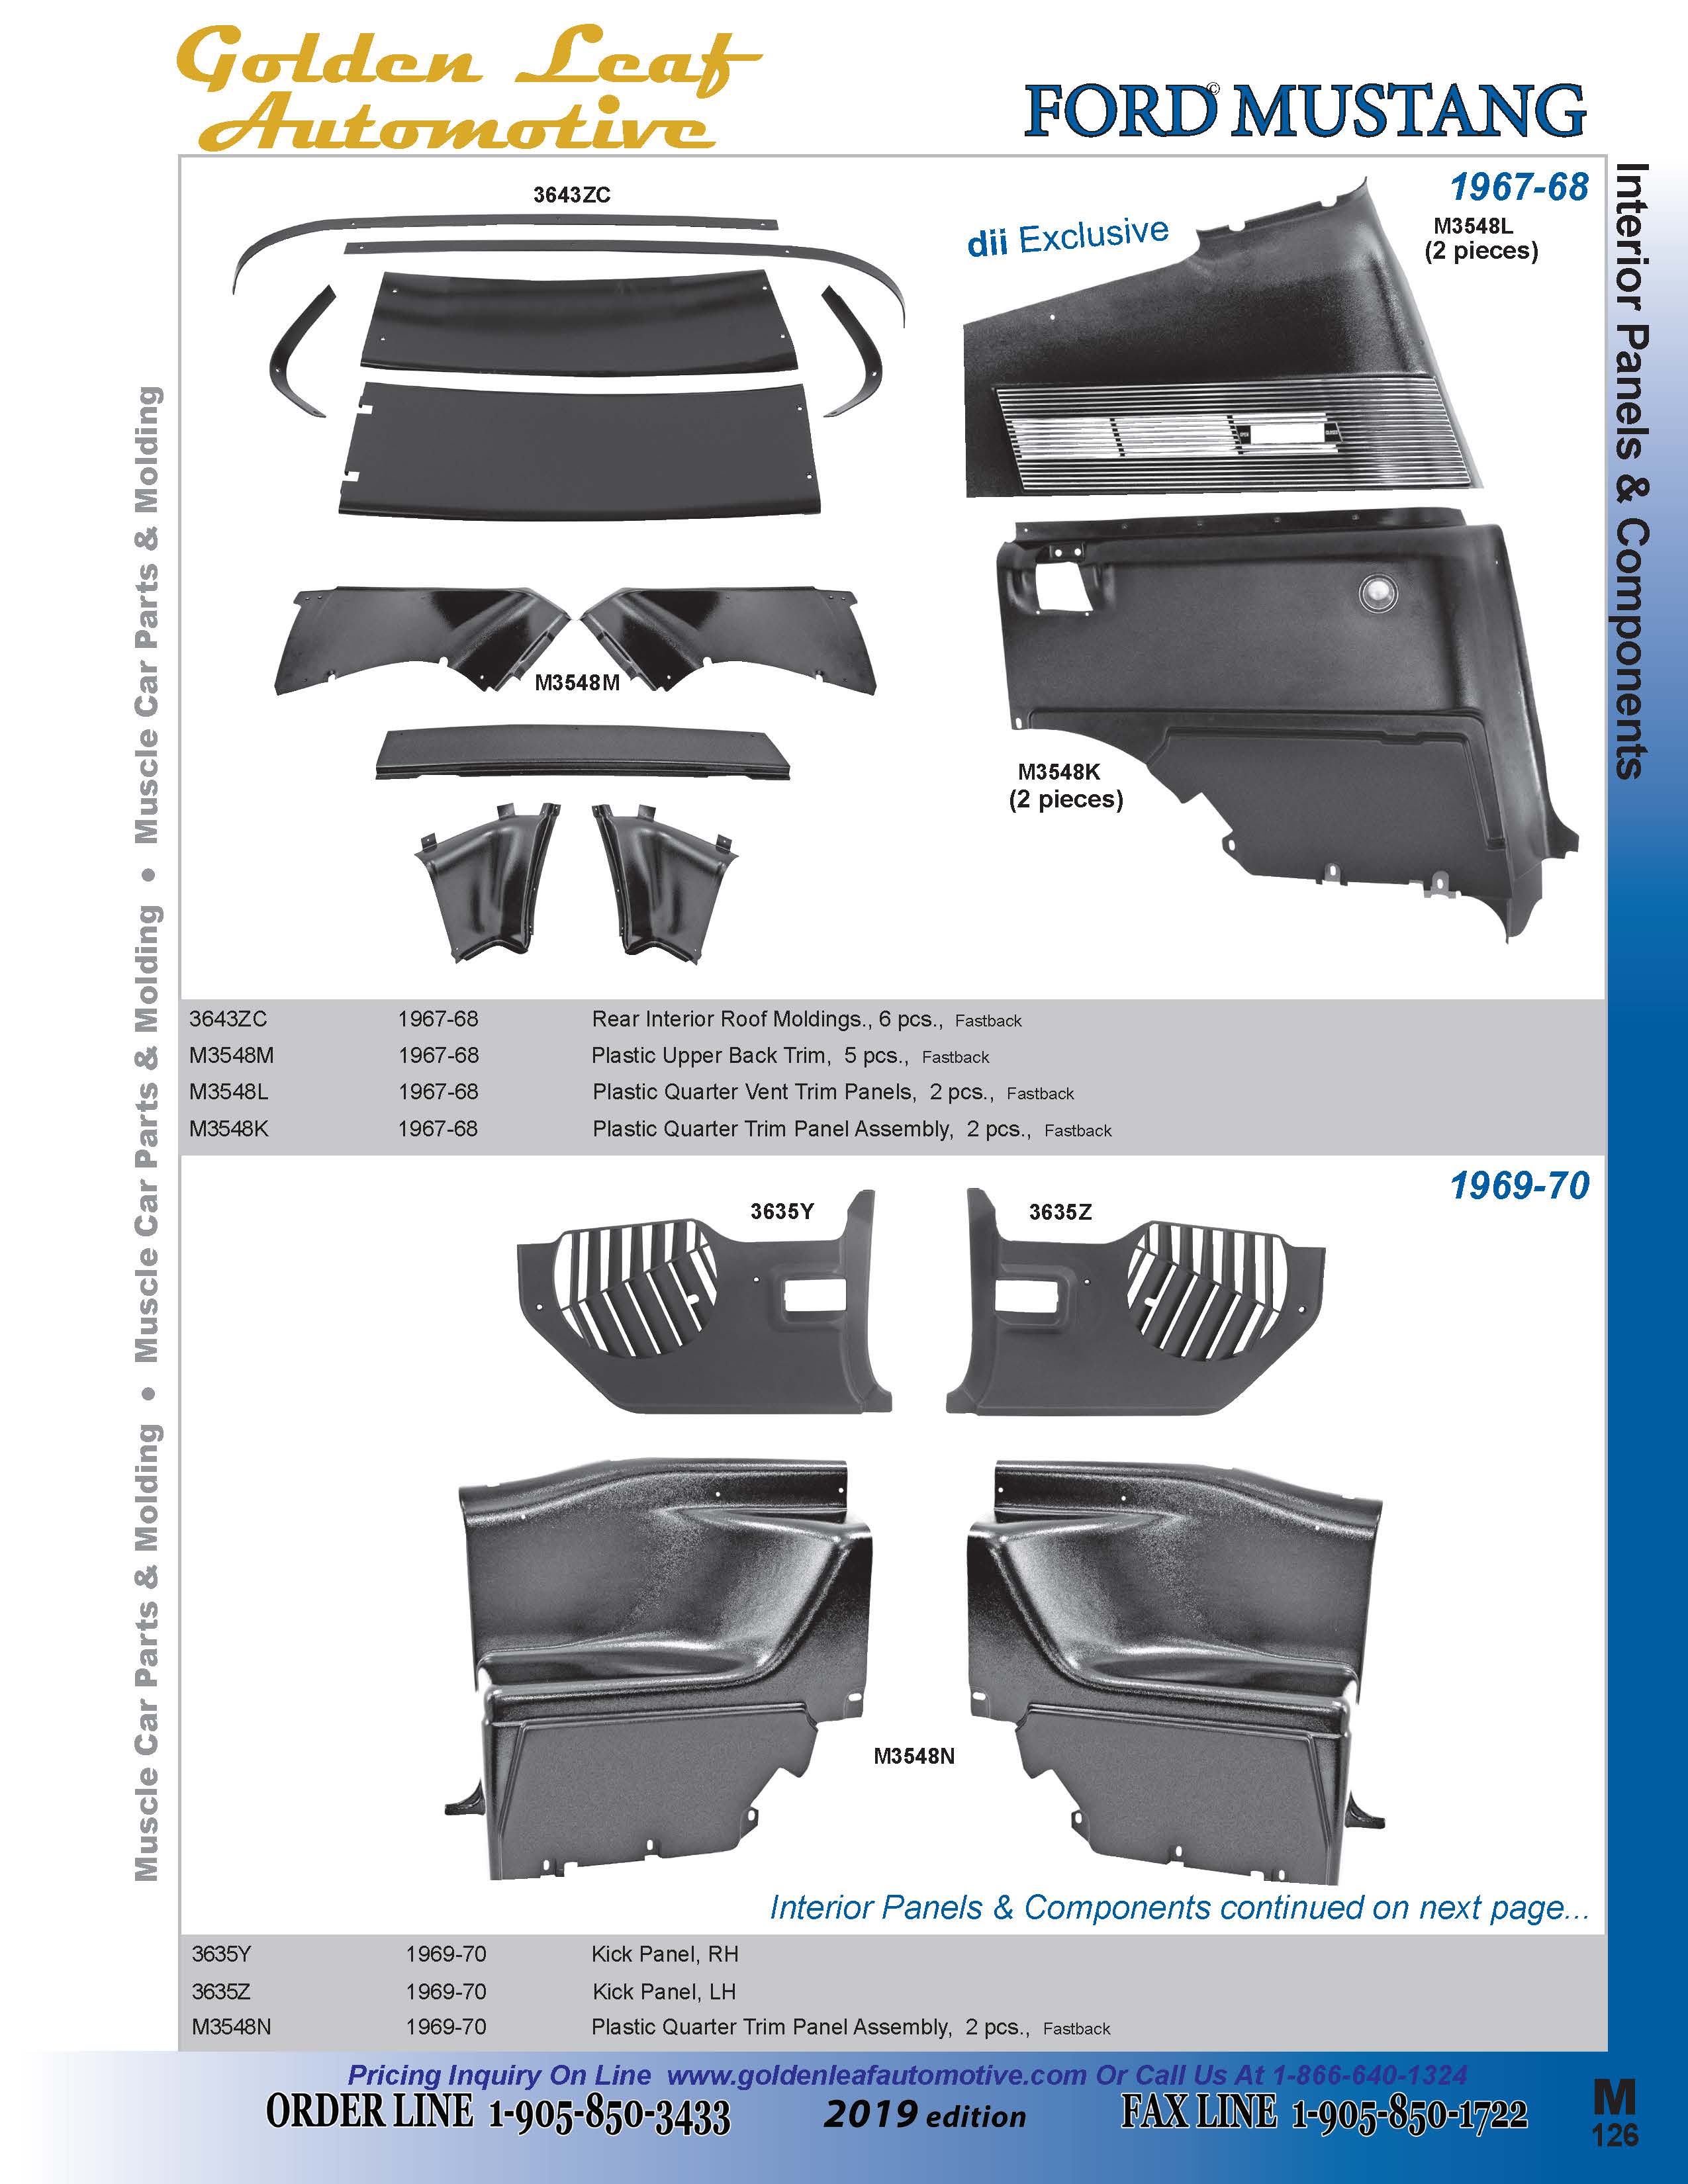 Golden Leaf
Automotive
FORD© MUSTANG
Interior Panels & Components
Muscle Car Parts & Molding • Muscle Car Parts & Molding • Muscle Car Parts & Molding
1967-68
3643ZC
dii Exclusive
M3548L
(2 pieces)
M3548M
M3548K
(2 pieces)
3643ZC 1967-68 Rear Interior Roof Moldings., 6 pcs., Fastback
M3548M 1967-68 Plastic Upper Back Trim, 5 pcs., Fastback
M3548L 1967-68 Plastic Quarter Vent Trim Panels, 2 pcs., Fastback
M3548K 1967-68 Plastic Quarter Trim Panel Assembly, 2 pcs., Fastback
1969-70
3635Y
3635Z
M3548N
Interior Panels & Components continued on next page...
3635Y 1969-70 Kick Panel, RH
3635Z 1969-70 Kick Panel, LH
M3548N 1969-70 Plastic Quarter Trim Panel Assembly, 2 pcs., Fastback
Pricing Inquiry On Line www.goldenleafautomotive.com Or Call Us At 1-866-640-1324
ORDER LINE 1-905-850-3433 2019 edition FAX LINE 1-905-850-1722
M
126